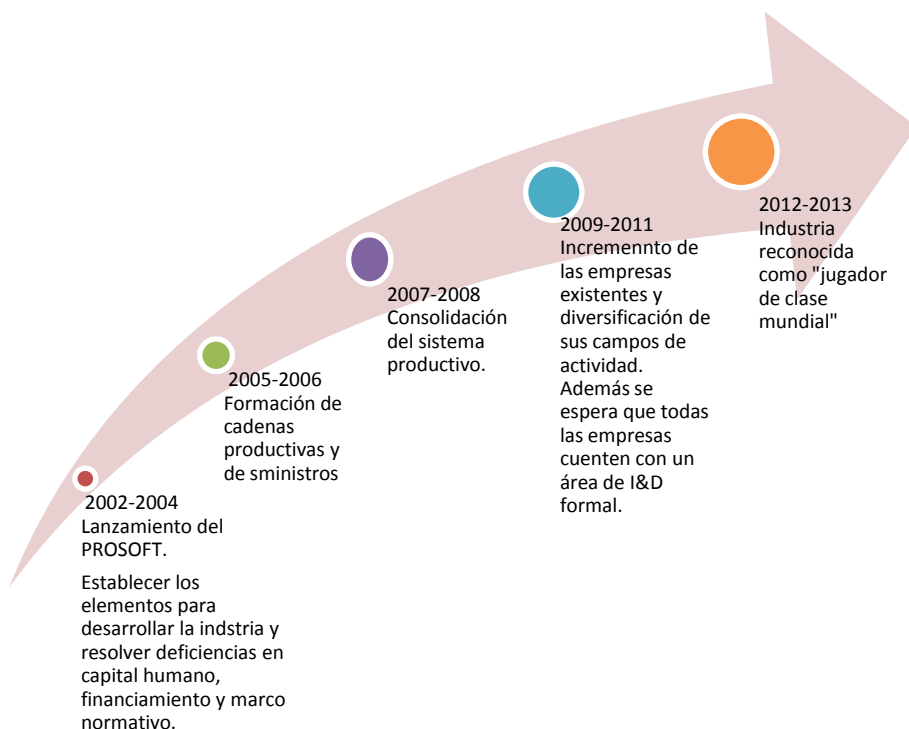 2002-2004
Lanzamiento del
PROSOFT.
Establecer los
elementos para
desarrollar la indstria y
resolver deficiencias en
capital humano,
financiamiento y marco
normativo.
2005-2006
Formación de
cadenas
productivas y
de sministros
2007-2008
Consolidación
del sistema
productivo.
2009-2011
Incremennto de
las empresas
existentes y
diversificación de
sus campos de
actividad.
Además se
espera que todas
las empresas
cuenten con un
área de I&D
formal.
2012-2013
Industria
reconocida
como "jugador
de clase
mundial"